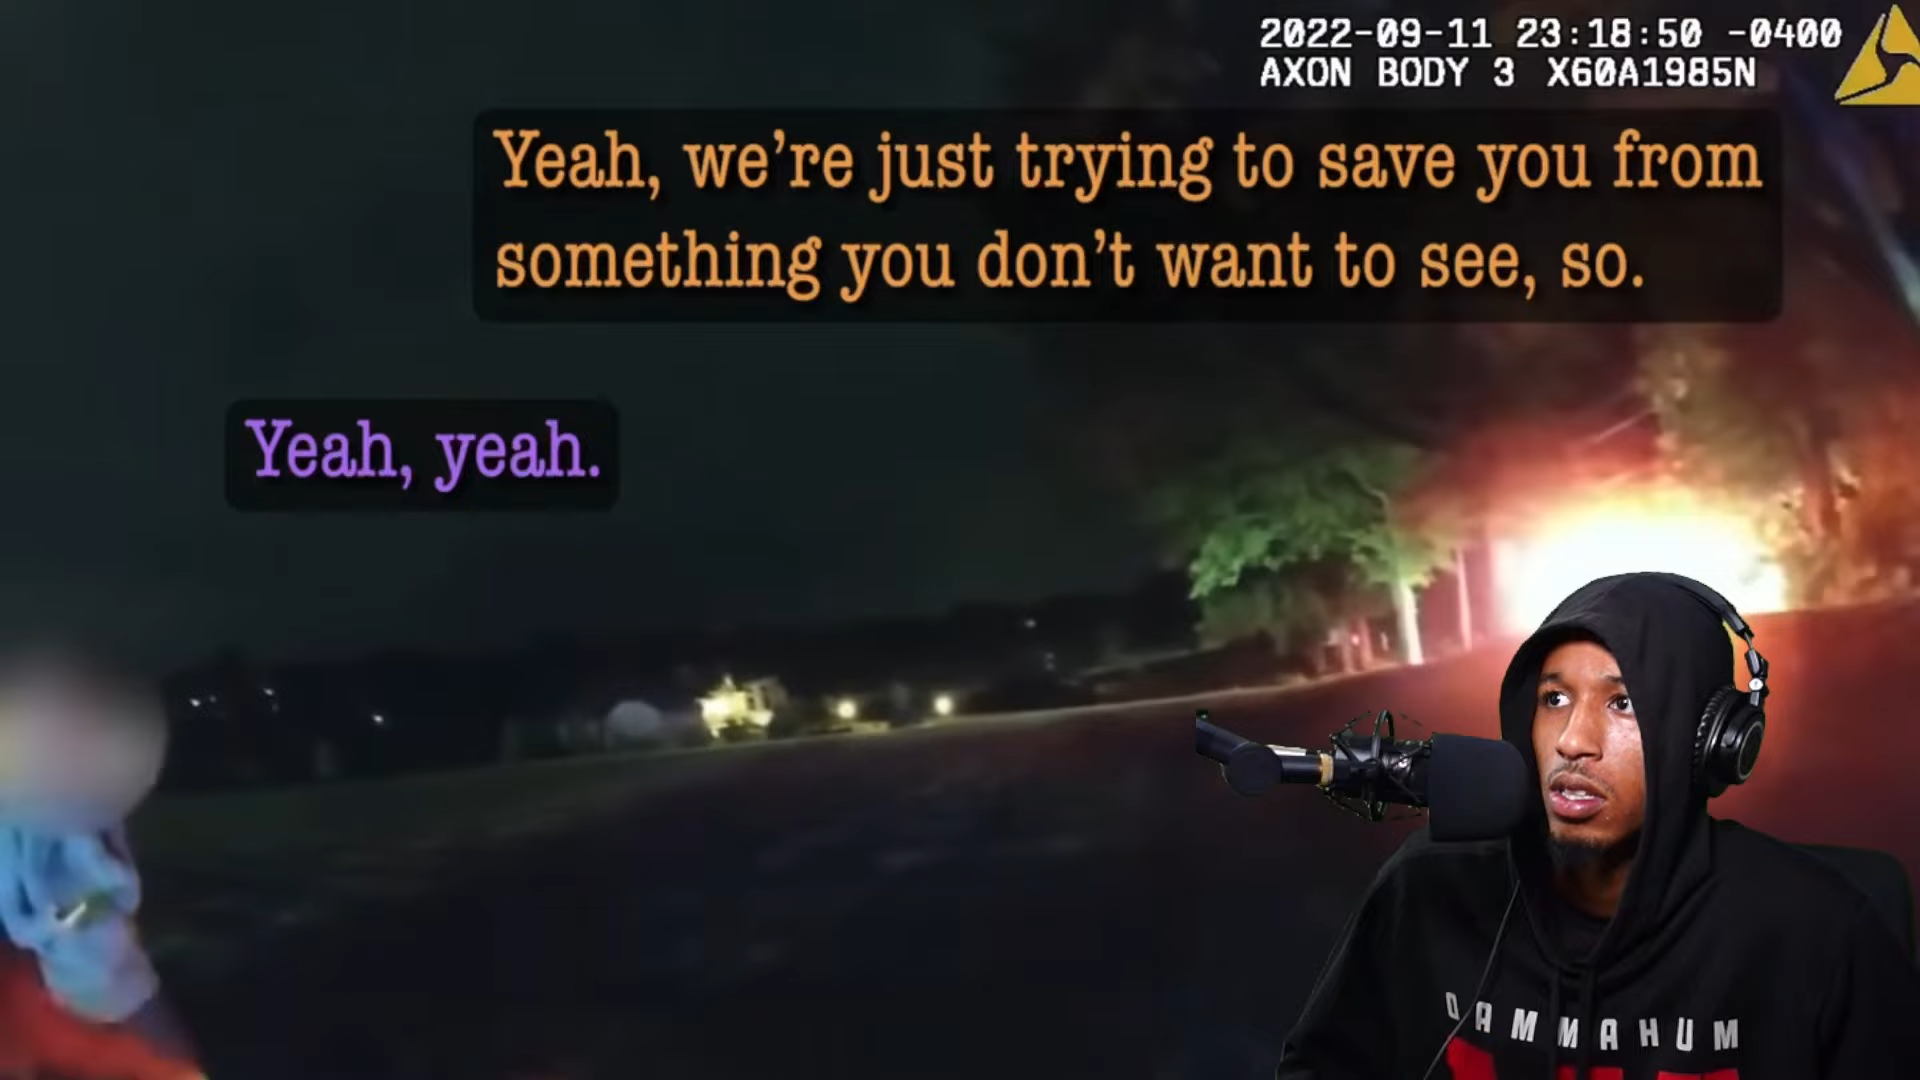 2022-09-11 23:18:50 -0400
AXON BODY 3 X60A1985N
Yeah, we’re just trying to save you from
something you don’t want to see, so.
Yeah, yeah.
DAMMAHUM